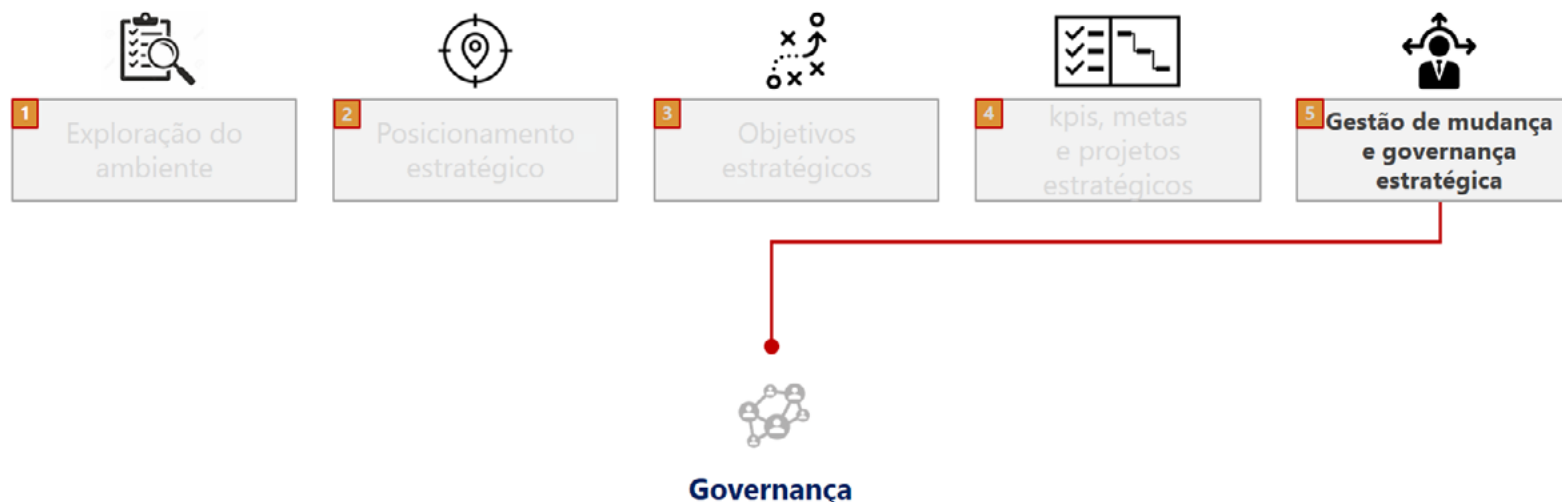 1
Exploração do
ambiente
2
Posicionamento
estratégico
3
Objetivos
estratégicos
4
kpis, metas
e projetos
estratégicos
5
Gestão de mudança
e governança
estratégica
Governança